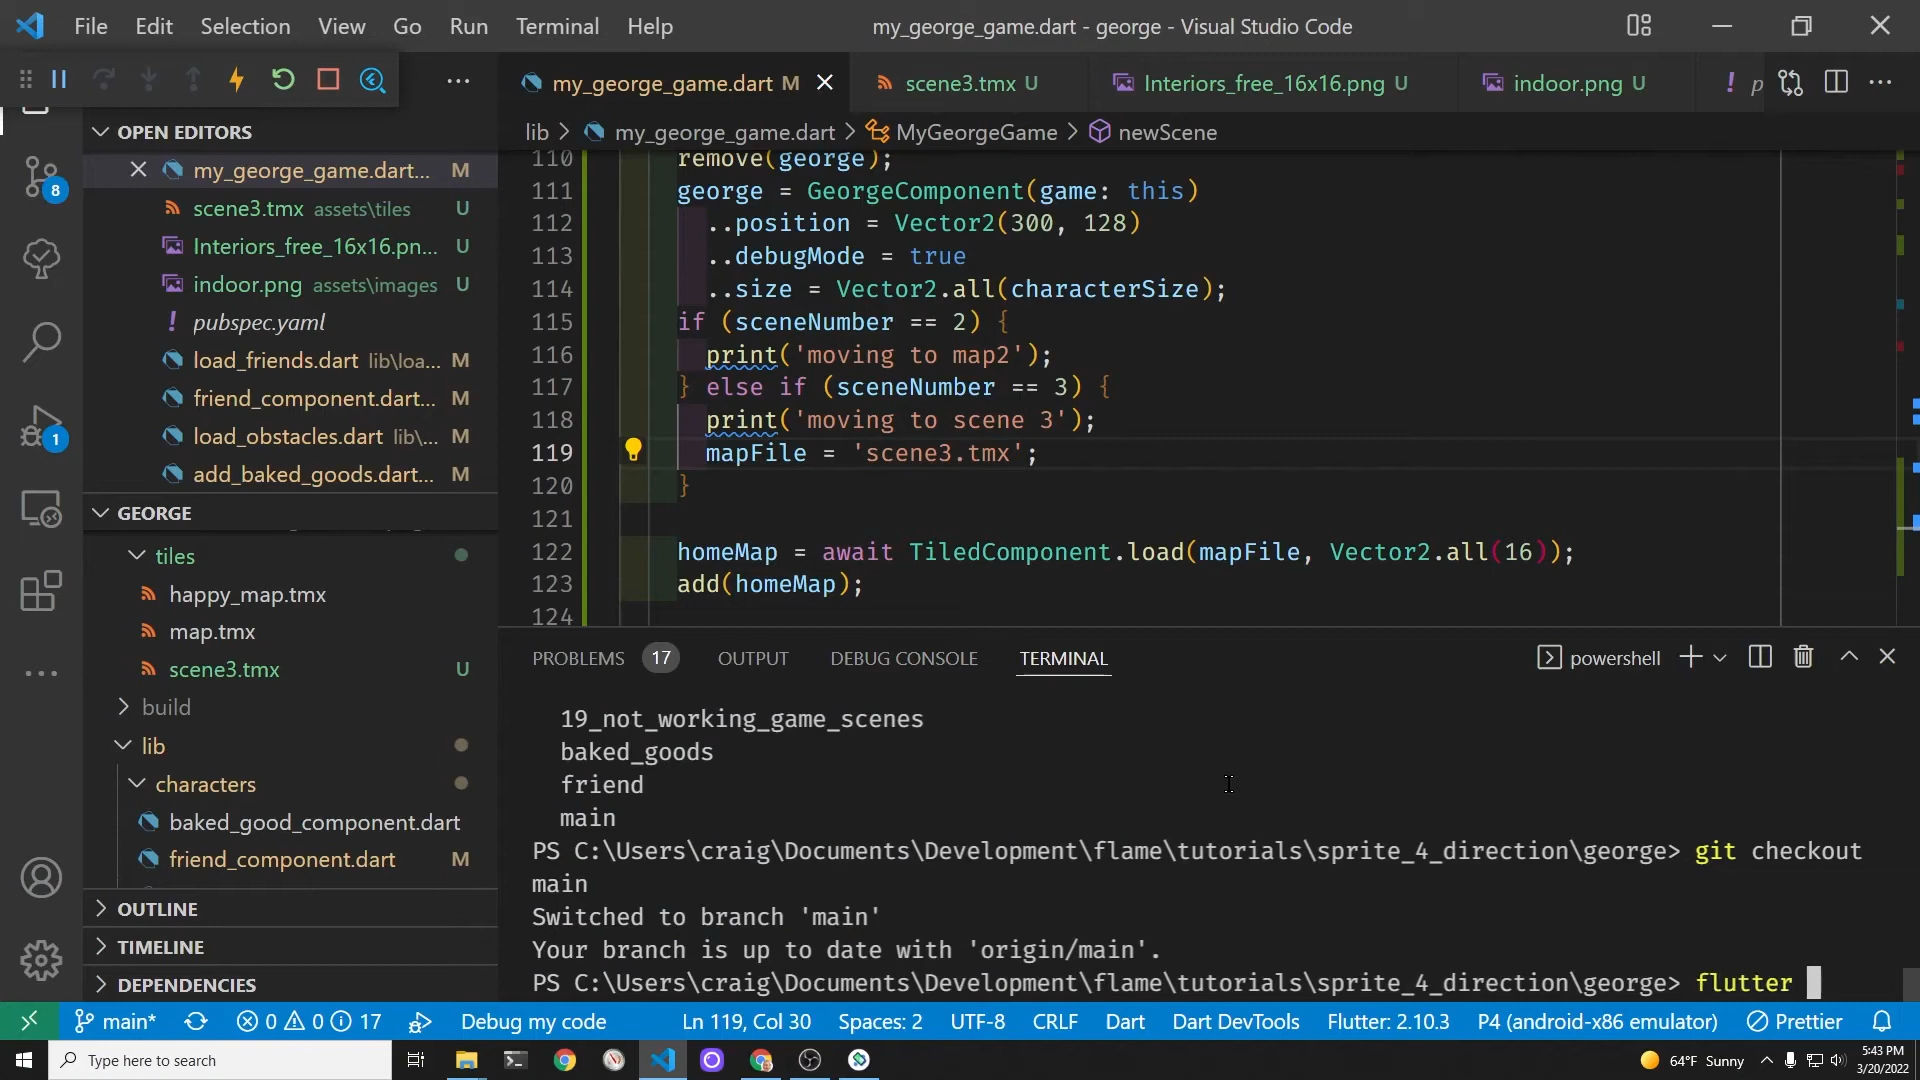 File Edit Selection View Go Run Terminal Help my_george_game.dart - george - Visual Studio Code
my_george_game.dart M scene3.tmx U Interiors_free_16x16.png U indoor.png U ! p
OPEN EDITORS
lib > my_george_game.dart > MyGeorgeGame > newScene
my_george_game.dart... M
scene3.tmx assets\tiles U
Interiors_free_16x16.pn... U
indoor.png assets\images U
! pubspec.yaml
load_friends.dart lib\loa... M
friend_component.dart... M
load_obstacles.dart lib\... M
add_baked_goods.dart... M
8
1
GEORGE
tiles
happy_map.tmx
map.tmx
scene3.tmx U
build
lib
characters
baked_good_component.dart
friend_component.dart M
OUTLINE
TIMELINE
DEPENDENCIES
110 remove(george);
111 george = GeorgeComponent(game: this)
112 ..position = Vector2(300, 128)
113 ..debugMode = true
114 ..size = Vector2.all(characterSize);
115 if (sceneNumber == 2) {
116 print('moving to map2');
117 } else if (sceneNumber == 3) {
118 print('moving to scene 3');
119 mapFile = 'scene3.tmx';
120 }
121
122 homeMap = await TiledComponent.load(mapFile, Vector2.all(16));
123 add(homeMap);
124
PROBLEMS 17 OUTPUT DEBUG CONSOLE TERMINAL powershell
19_not_working_game_scenes
baked_goods
friend
main
PS C:\Users\craig\Documents\Development\flame\tutorials\sprite_4_direction\george> git checkout
main
Switched to branch 'main'
Your branch is up to date with 'origin/main'.
PS C:\Users\craig\Documents\Development\flame\tutorials\sprite_4_direction\george> flutter
main* 0 0 17 Debug my code Ln 119, Col 30 Spaces: 2 UTF-8 CRLF Dart Dart DevTools Flutter: 2.10.3 P4 (android-x86 emulator) Prettier
Type here to search 64°F Sunny 5:43 PM
3/20/2022